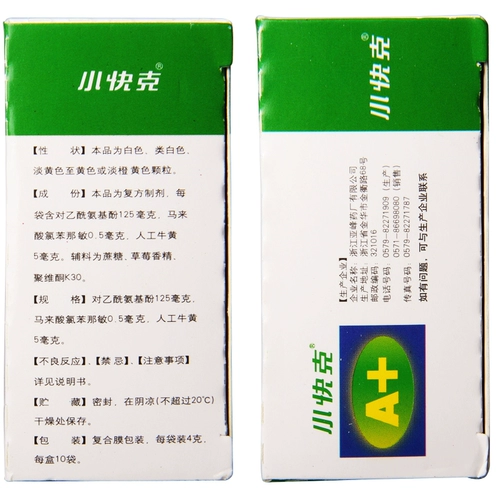 小快克®
【性 状】本品为白色、类白色、
淡黄色至黄色或淡橙黄色颗粒。
【成 份】本品为复方制剂，每
袋含对乙酰氨基酚125毫克，马来
酸氯苯那敏0.5毫克，人工牛黄
5毫克。辅料为蔗糖，草莓香精，
聚维酮K30。
【规 格】对乙酰氨基酚125毫克，
马来酸氯苯那敏0.5毫克，人工牛黄
5毫克。
【不良反应】、【禁忌】、【注意事项】
详见说明书。
【贮 藏】密封，在阴凉（不超过20℃）
干燥处保存。
【包 装】复合膜包装，每袋装4克，
每盒10袋。
小快克®
【生产企业】
企业名称：浙江亚峰药厂有限公司
生产地址：浙江省金华市金衢路68号
邮政编码：321016
电话号码：0579-82271909（生产）
0571-86698080（销售）
传真号码：0579-82271787
如有问题，可与生产企业联系
小快克®
A+